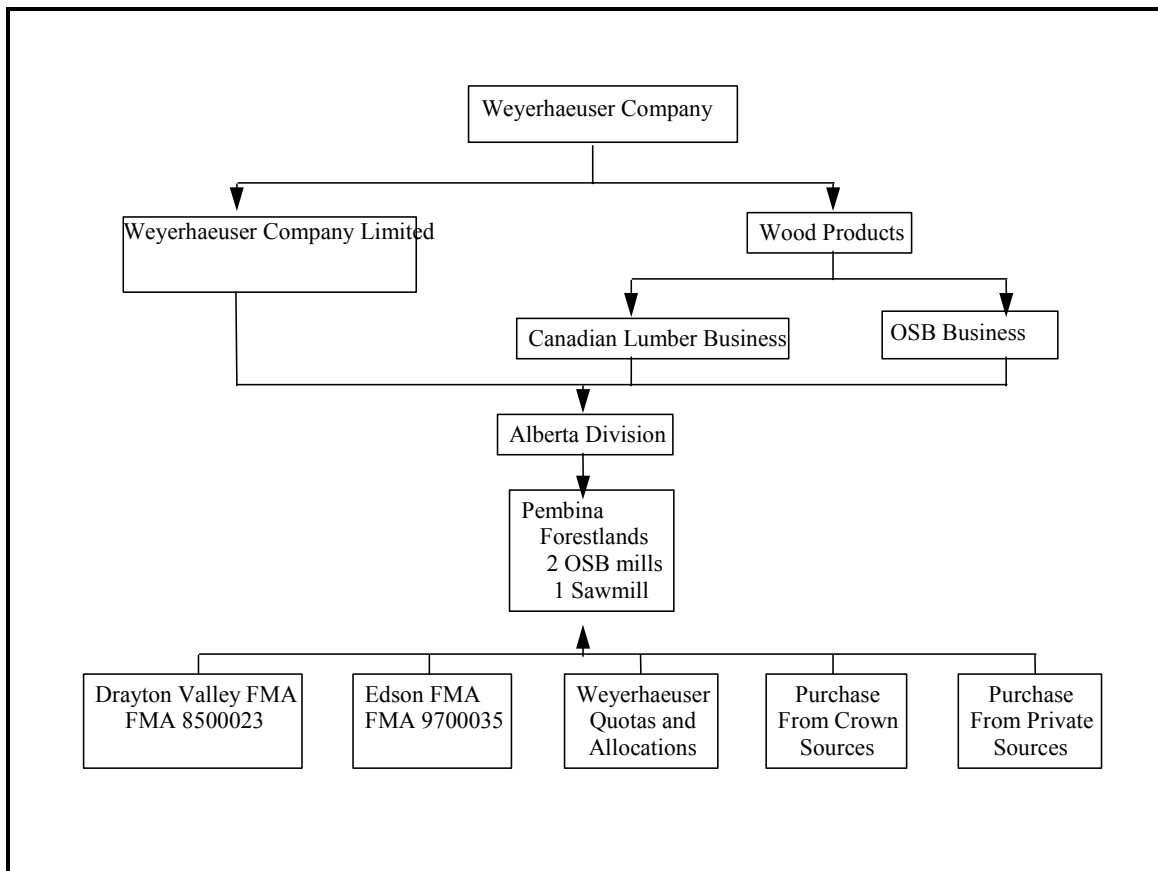 Weyerhaeuser Company
Weyerhaeuser Company Limited
Wood Products
Canadian Lumber Business
OSB Business
Alberta Division
Pembina
Forestlands
2 OSB mills
1 Sawmill
Drayton Valley FMA
FMA 8500023
Edson FMA
FMA 9700035
Weyerhaeuser
Quotas and
Allocations
Purchase
From Crown
Sources
Purchase
From Private
Sources